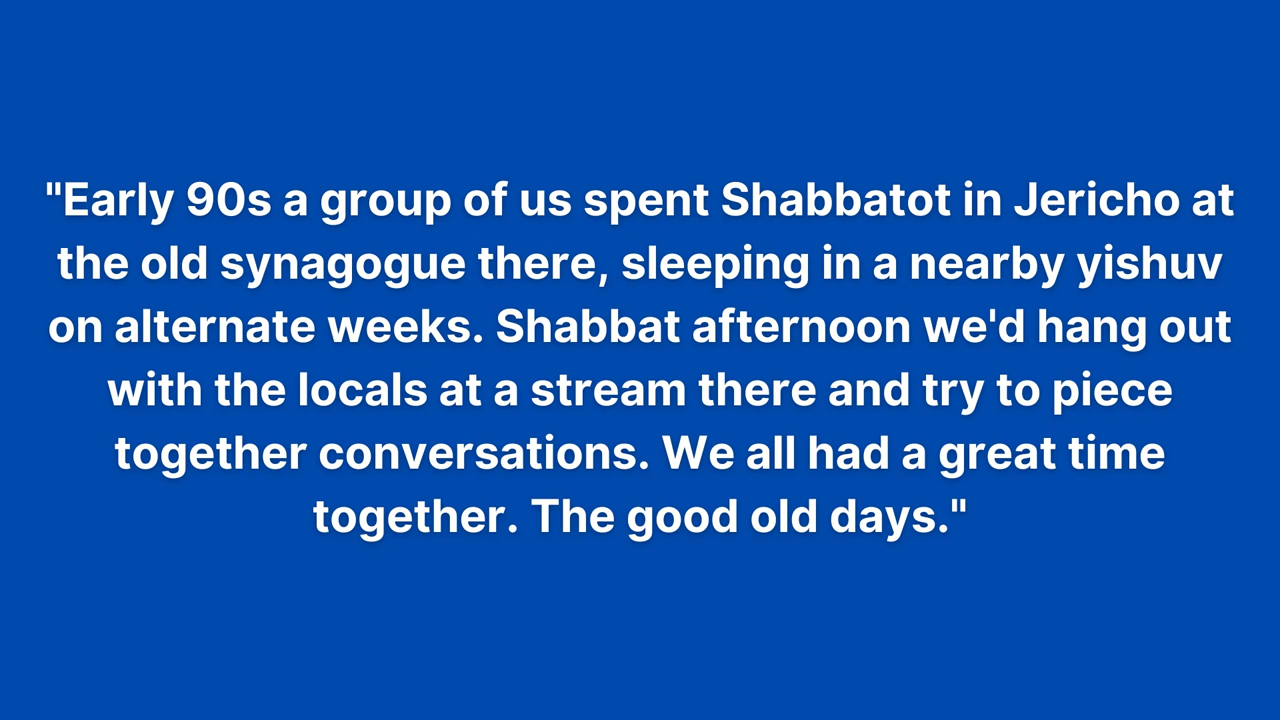 "Early 90s a group of us spent Shabbatot in Jericho at
the old synagogue there, sleeping in a nearby yishuv
on alternate weeks. Shabbat afternoon we'd hang out
with the locals at a stream there and try to piece
together conversations. We all had a great time
together. The good old days."